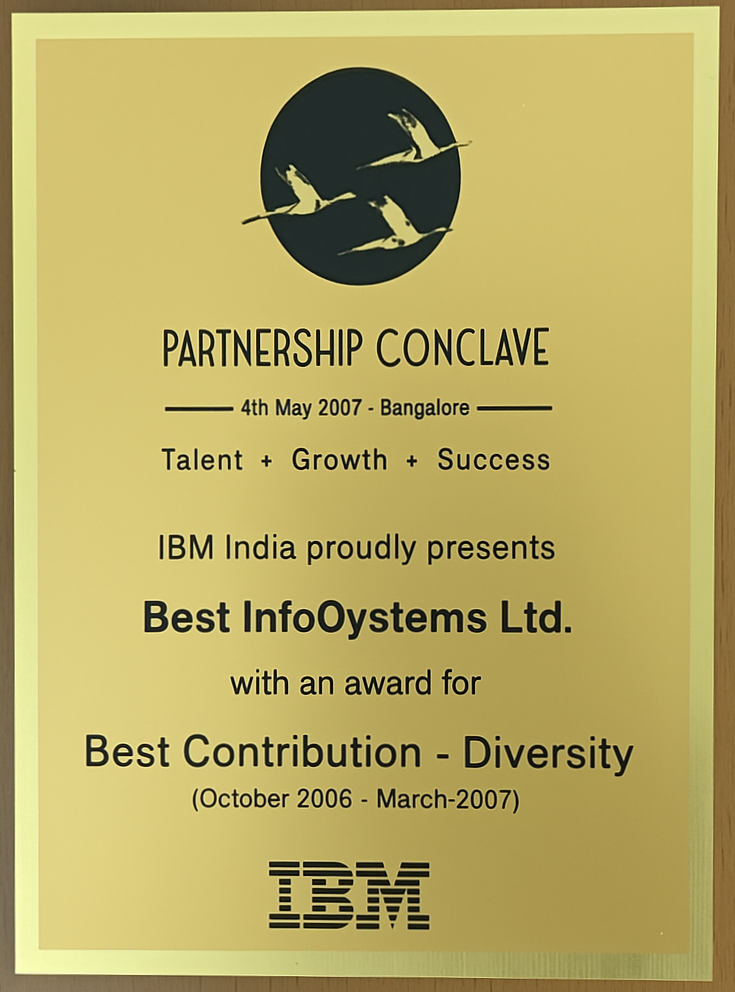 PARTNERSHIP CONCLAVE
4th May 2007 - Bangalore
Talent + Growth + Success
IBM India proudly presents
Best InfoOystems Ltd.
with an award for
Best Contribution - Diversity
(October 2006 - March-2007)
IBM